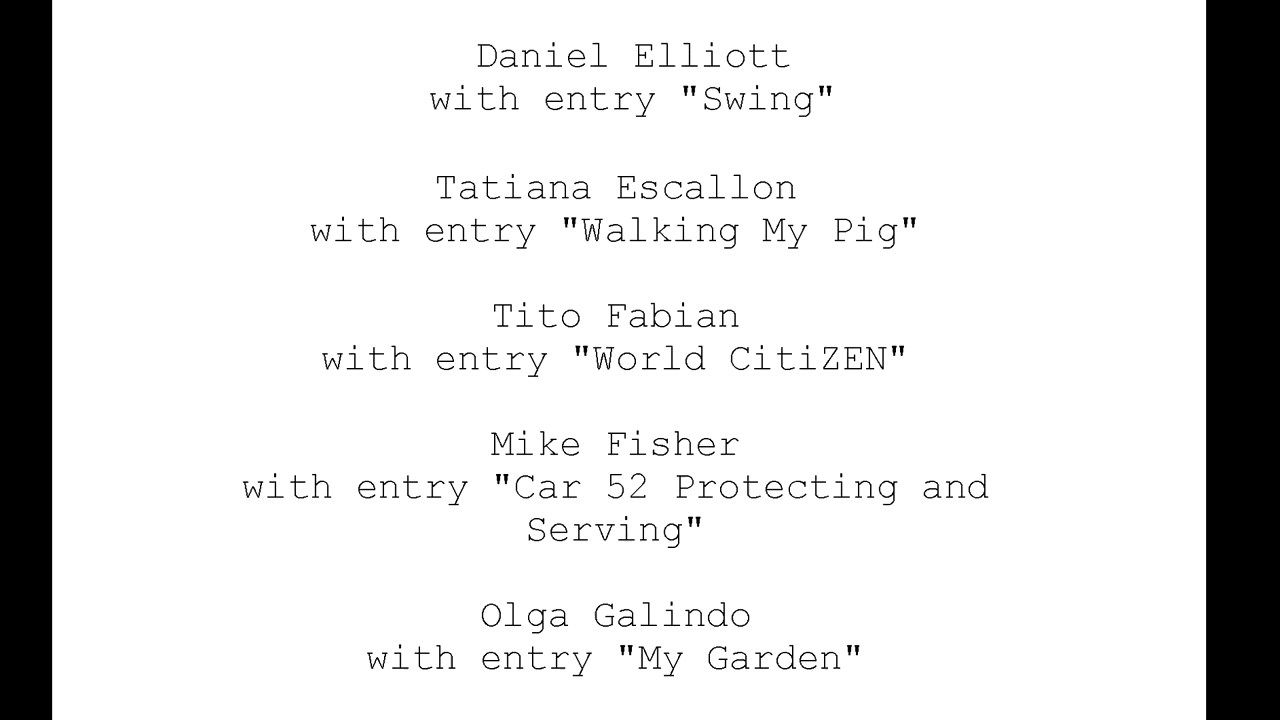 Daniel Elliott
with entry "Swing"
Tatiana Escallon
with entry "Walking My Pig"
Tito Fabian
with entry "World CitiZEN"
Mike Fisher
with entry "Car 52 Protecting and
Serving"
Olga Galindo
with entry "My Garden"